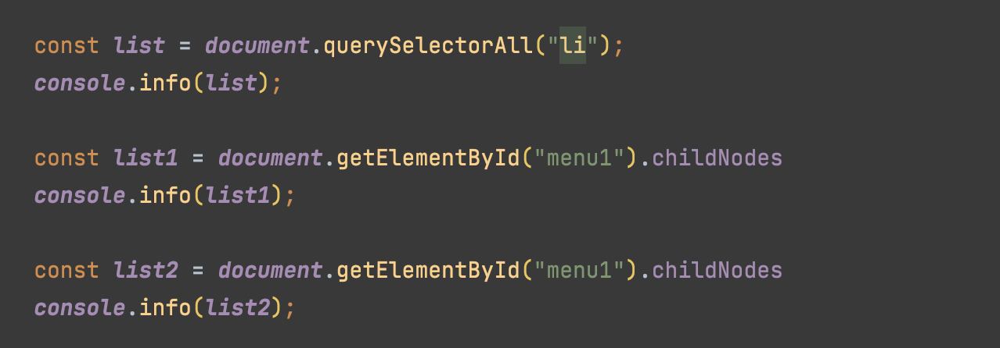 const list = document.querySelectorAll("li");
console.info(list);
const list1 = document.getElementById("menu1").childNodes
console.info(list1);
const list2 = document.getElementById("menu1").childNodes
console.info(list2);